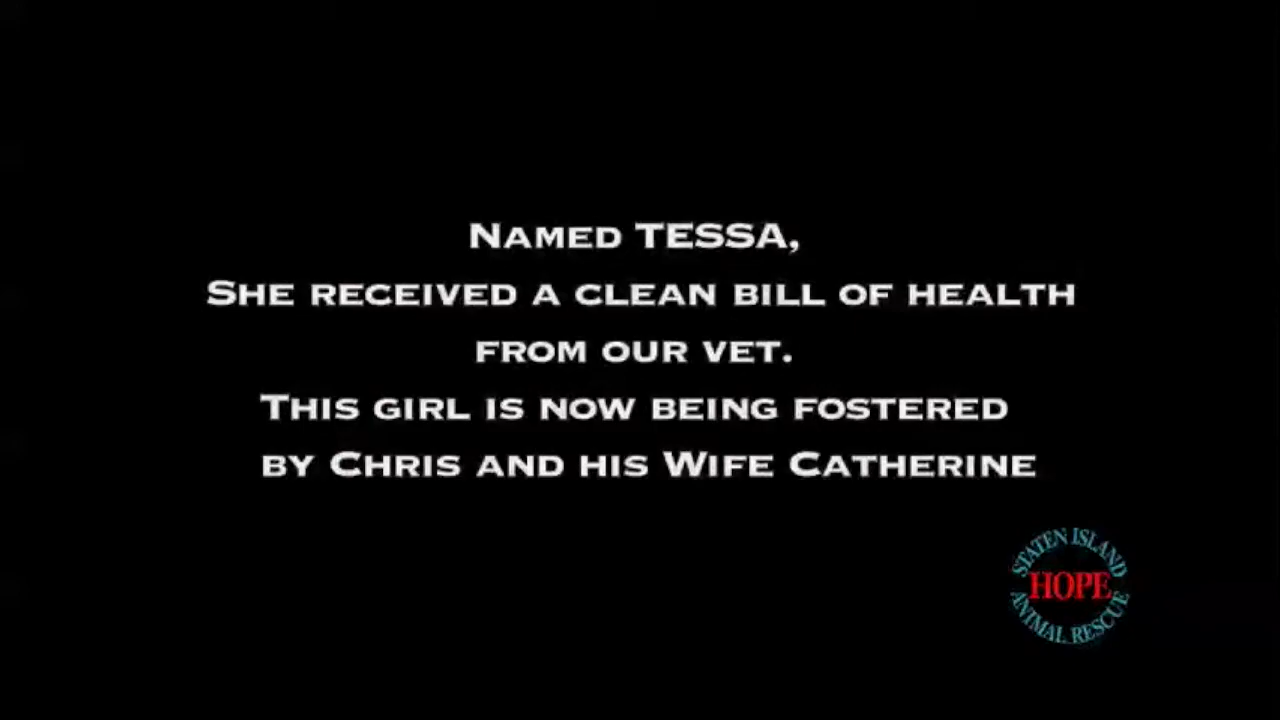 Named TESSA,
She received a clean bill of health
from our vet.
This girl is now being fostered
by Chris and his Wife Catherine
STATEN ISLAND
HOPE
ANIMAL RESCUE